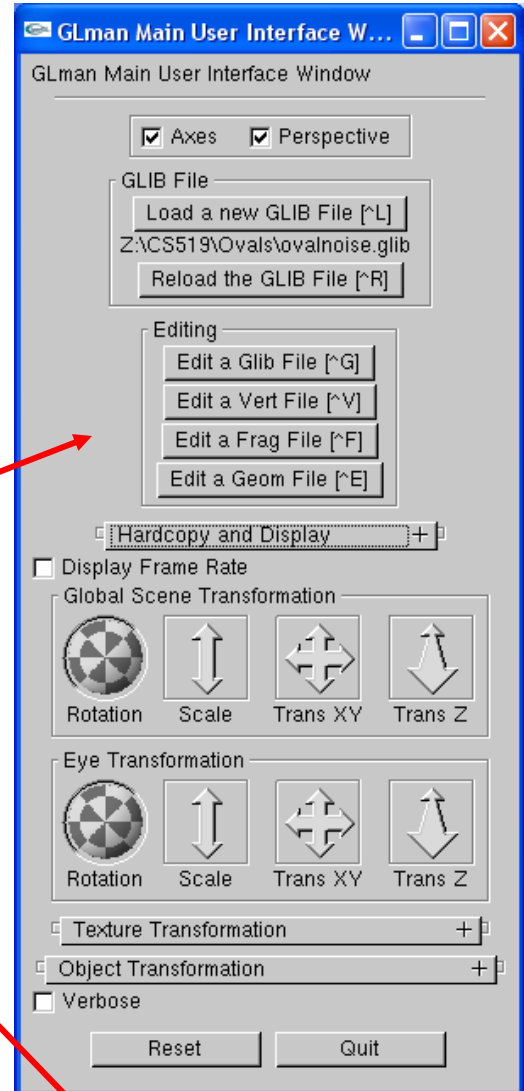 GLman Main User Interface W...
GLman Main User Interface Window
Axes Perspective
GLIB File
Load a new GLIB File [^L]
Z:\CS519\Ovals\ovalnoise.glib
Reload the GLIB File [^R]
Editing
Edit a Glib File [^G]
Edit a Vert File [^V]
Edit a Frag File [^F]
Edit a Geom File [^E]
Hardcopy and Display +
Display Frame Rate
Global Scene Transformation
Rotation Scale Trans XY Trans Z
Eye Transformation
Rotation Scale Trans XY Trans Z
Texture Transformation +
Object Transformation +
Verbose
Reset Quit